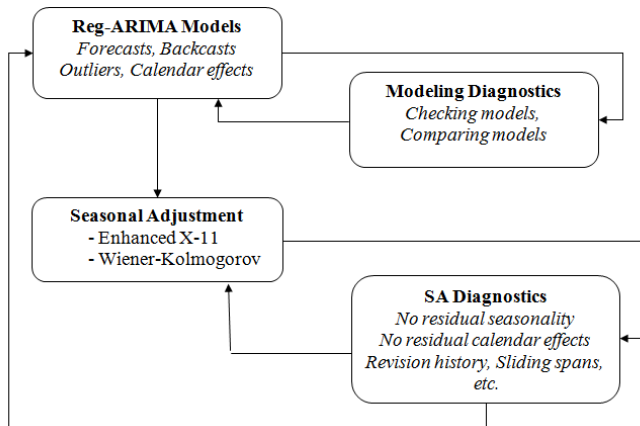 Reg-ARIMA Models
Forecasts, Backcasts
Outliers, Calendar effects
Modeling Diagnostics
Checking models,
Comparing models
Seasonal Adjustment
- Enhanced X-11
- Wiener-Kolmogorov
SA Diagnostics
No residual seasonality
No residual calendar effects
Revision history, Sliding spans,
etc.